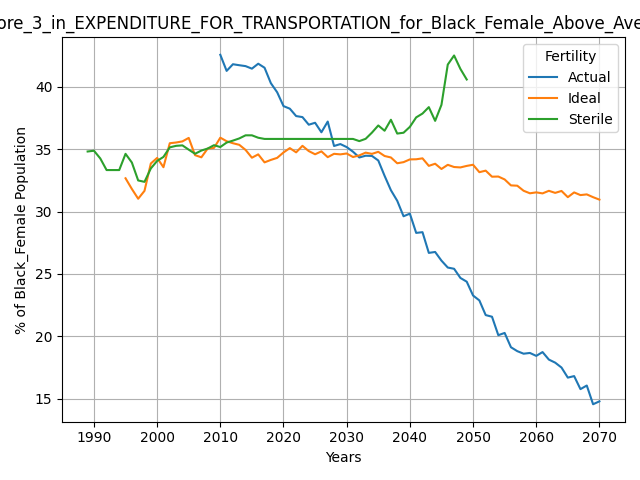 ore_3_in_EXPENDITURE_FOR_TRANSPORTATION_for_Black_Female_Above_Ave
Fertility
Actual
Ideal
Sterile
% of Black_Female Population
40
35
30
25
20
15
1990 2000 2010 2020 2030 2040 2050 2060 2070
Years